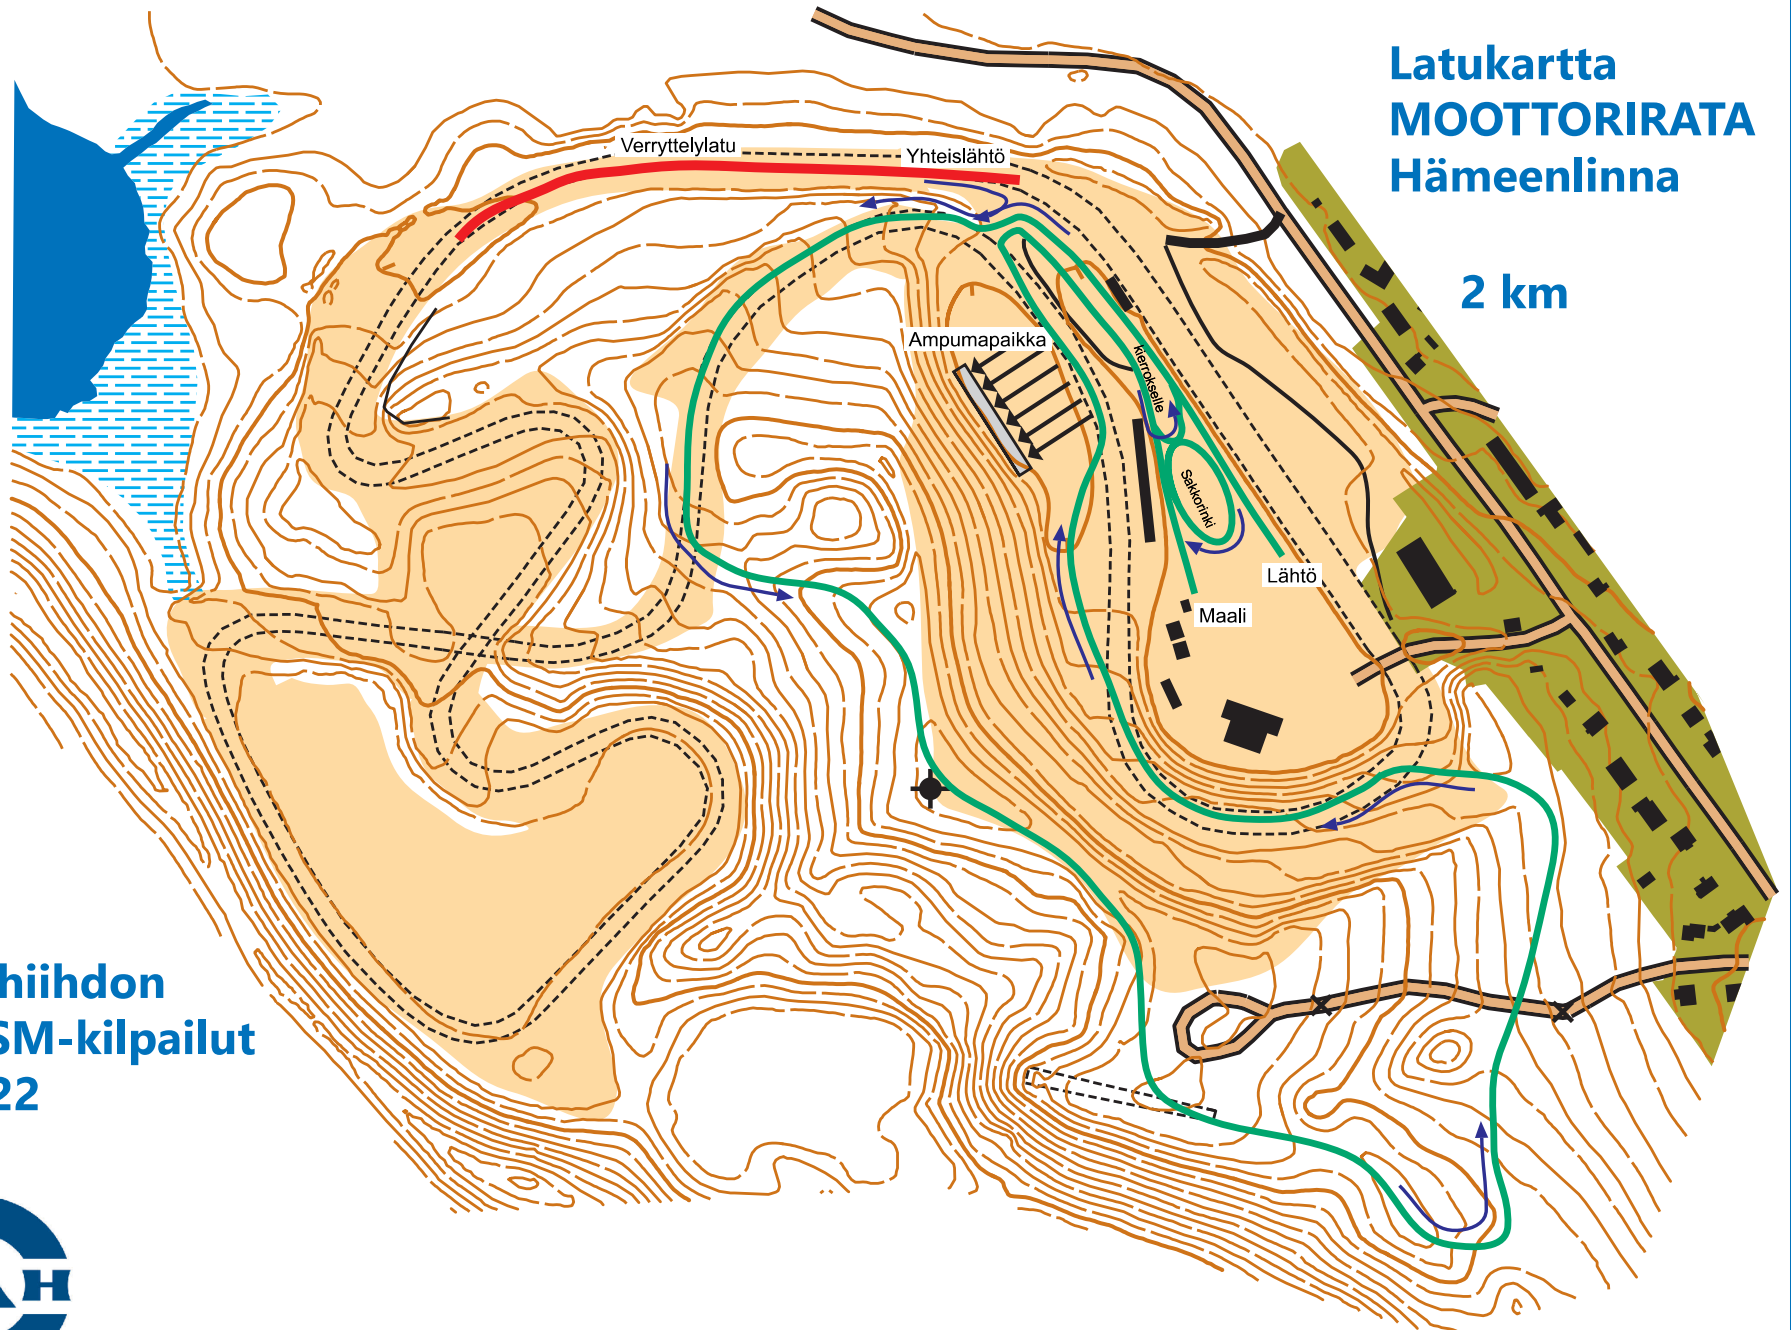 Latukartta
MOOTTORIRATA
Hämeenlinna
2 km
Verryttelylatu
Yhteislähtö
Ampumapaikka
kierrokselle
Sakkorinki
Lähtö
Maali
hiihdon
SM-kilpailut
22
H